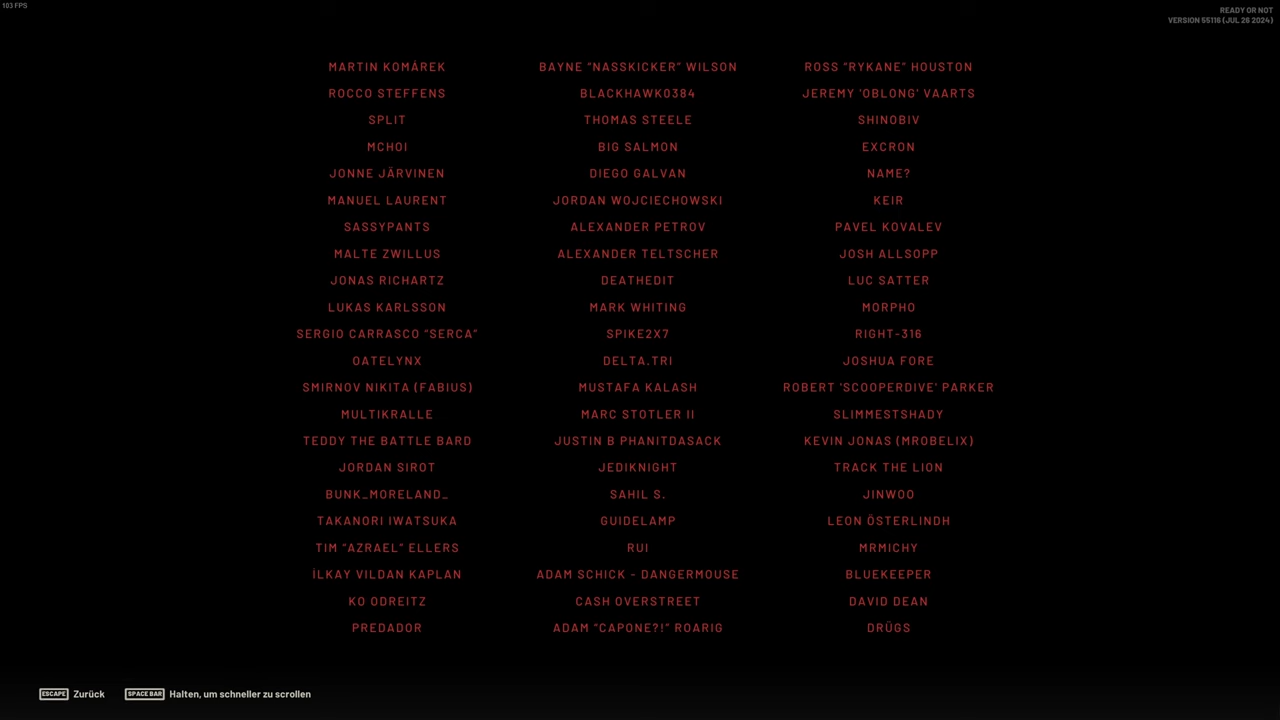 103 FPS
READY OR NOT
VERSION 55116 (JUL 26 2024)
MARTIN KOMÁREK
BAYNE "NASSKICKER" WILSON
ROSS "RYKANE" HOUSTON
ROCCO STEFFENS
BLACKHAWK0384
JEREMY 'OBLONG' VAARTS
SPLIT
THOMAS STEELE
SHINOBIV
MCHOI
BIG SALMON
EXCRON
JONNE JÄRVINEN
DIEGO GALVAN
NAME?
MANUEL LAURENT
JORDAN WOJCIECHOWSKI
KEIR
SASSYPANTS
ALEXANDER PETROV
PAVEL KOVALEV
MALTE ZWILLUS
ALEXANDER TELTSCHER
JOSH ALLSOPP
JONAS RICHARTZ
DEATHEDIT
LUC SATTER
LUKAS KARLSSON
MARK WHITING
MORPHO
SERGIO CARRASCO "SERCA"
SPIKE2X7
RIGHT-316
OATELYNX
DELTA.TRI
JOSHUA FORE
SMIRNOV NIKITA (FABIUS)
MUSTAFA KALASH
ROBERT 'SCOOPERDIVE' PARKER
MULTIKRALLE
MARC STOTLER II
SLIMMESTSHADY
TEDDY THE BATTLE BARD
JUSTIN B PHANITDASACK
KEVIN JONAS (MROBELIX)
JORDAN SIROT
JEDIKNIGHT
TRACK THE LION
BUNK_MORELAND_
SAHIL S.
JINWOO
TAKANORI IWATSUKA
GUIDELAMP
LEON ÖSTERLINDH
TIM "AZRAEL" ELLERS
RUI
MRMICHY
İLKAY VILDAN KAPLAN
ADAM SCHICK - DANGERMOUSE
BLUEKEEPER
KO ODREITZ
CASH OVERSTREET
DAVID DEAN
PREDADOR
ADAM "CAPONE?!" ROARIG
DRÜGS
ESCAPE Zurück
SPACE BAR Halten, um schneller zu scrollen